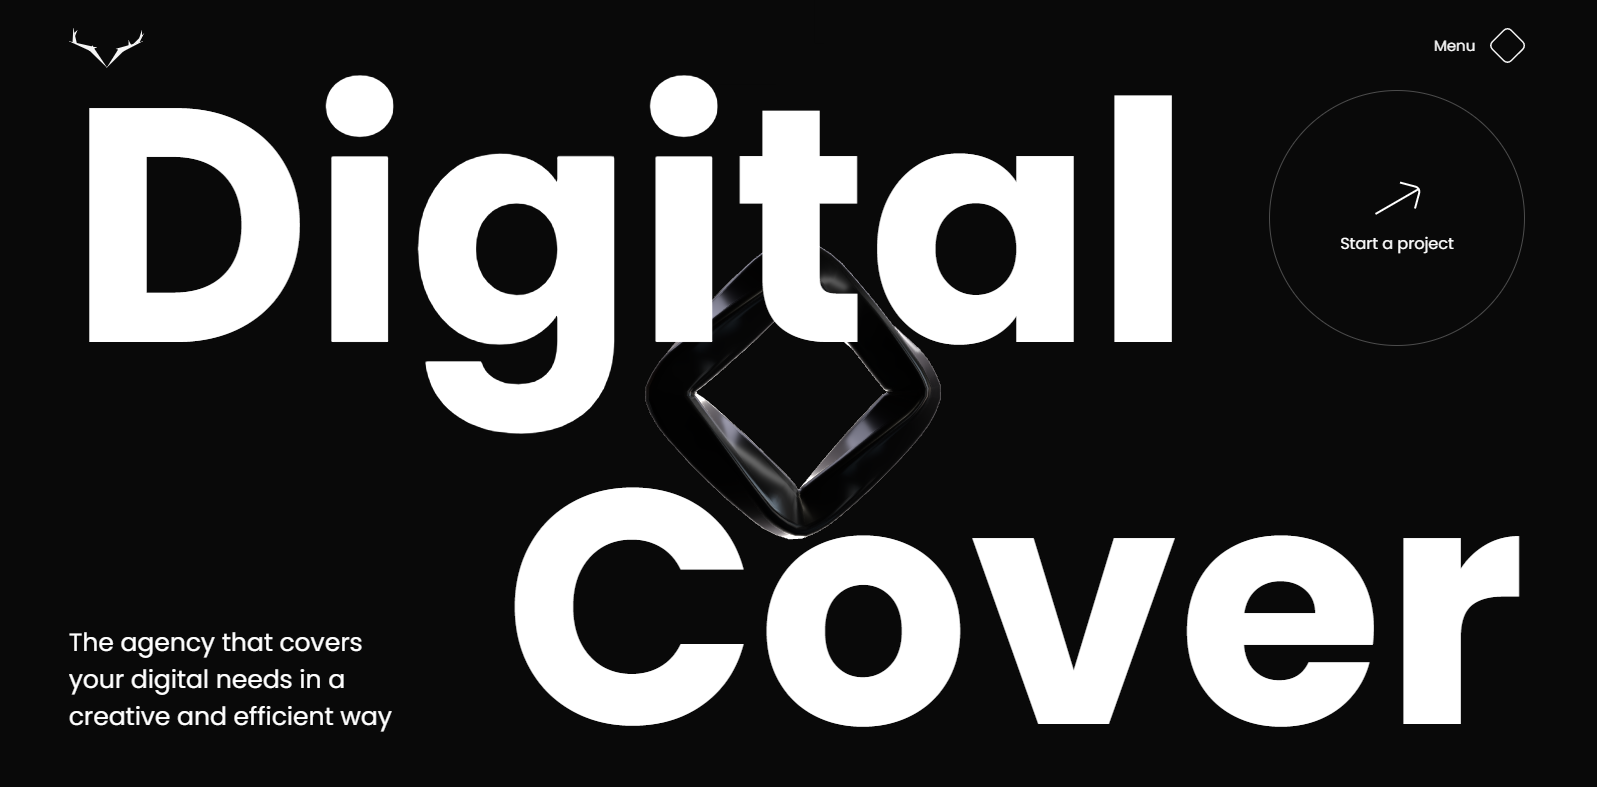 Menu
Digital
Start a project
Cover
The agency that covers
your digital needs in a
creative and efficient way